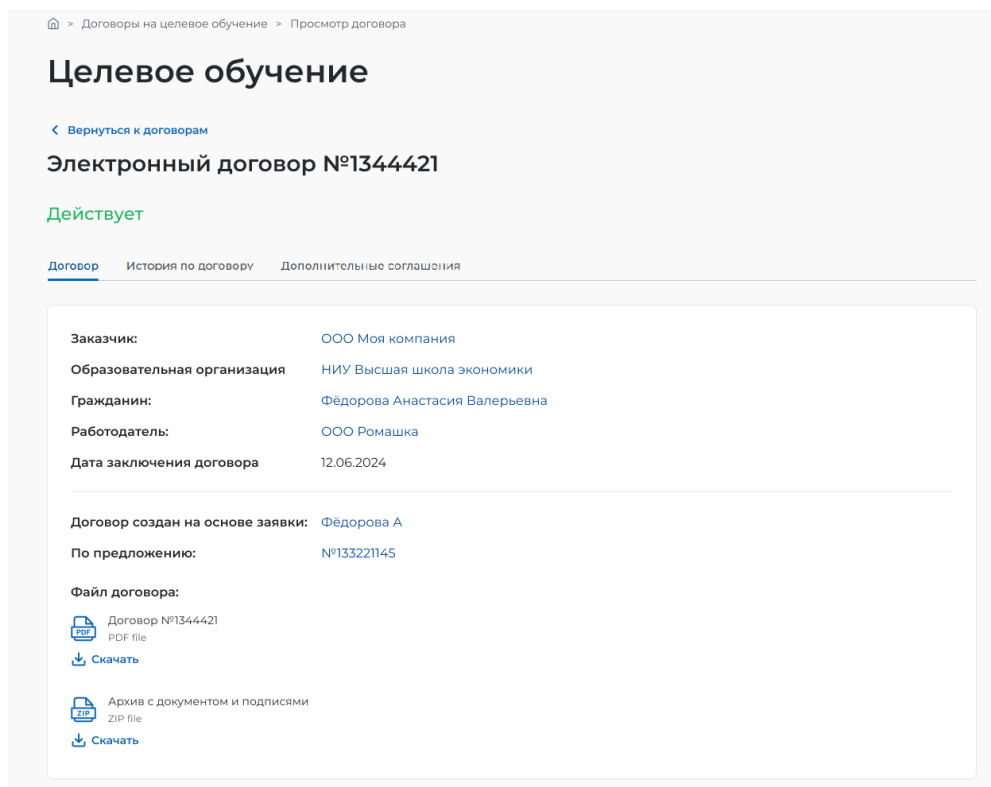 > Договоры на целевое обучение > Просмотр договора
Целевое обучение
Вернуться к договорам
Электронный договор №1344421
Действует
Договор История по договору Дополнительные соглашения
Заказчик: ООО Моя компания
Образовательная организация НИУ Высшая школа экономики
Гражданин: Фёдорова Анастасия Валерьевна
Работодатель: ООО Ромашка
Дата заключения договора 12.06.2024
Договор создан на основе заявки: Фёдорова А
По предложению: №133221145
Файл договора:
Договор №1344421
PDF
PDF file
Скачать
Архив с документом и подписями
ZIP
ZIP file
Скачать